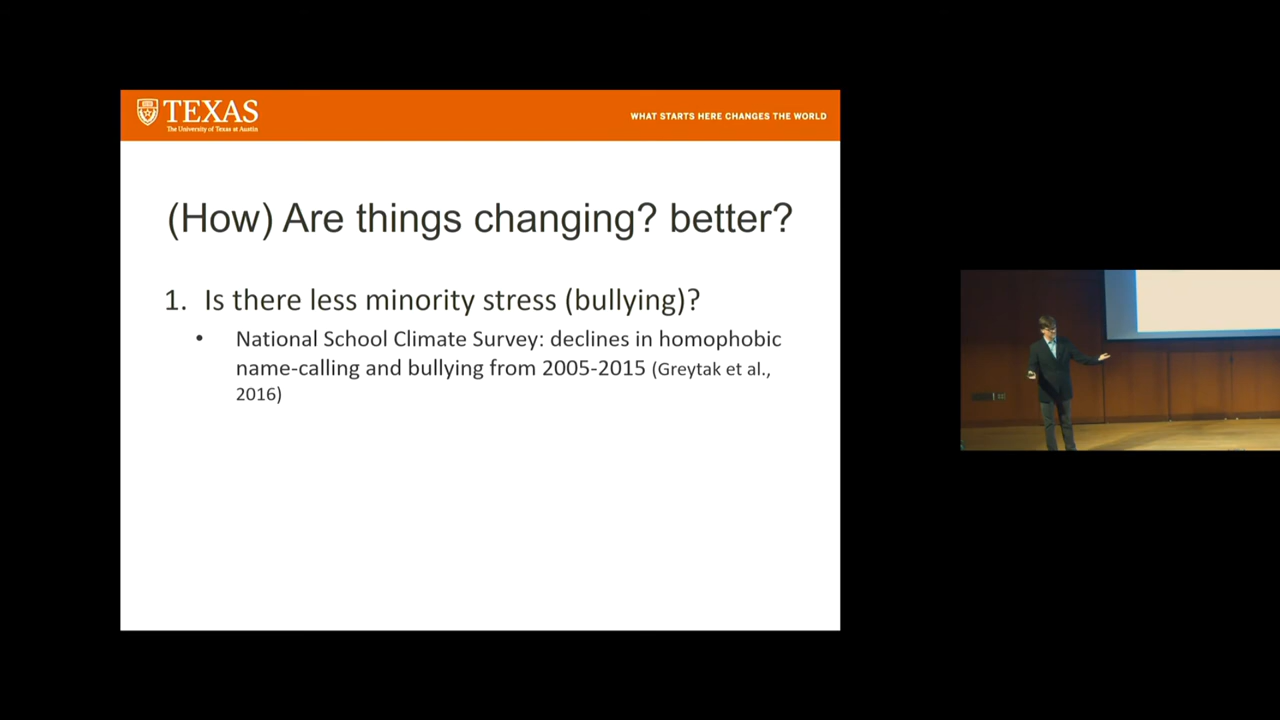 TEXAS
The University of Texas at Austin
WHAT STARTS HERE CHANGES THE WORLD
(How) Are things changing? better?
1. Is there less minority stress (bullying)?
• National School Climate Survey: declines in homophobic
name-calling and bullying from 2005-2015 (Greytak et al.,
2016)